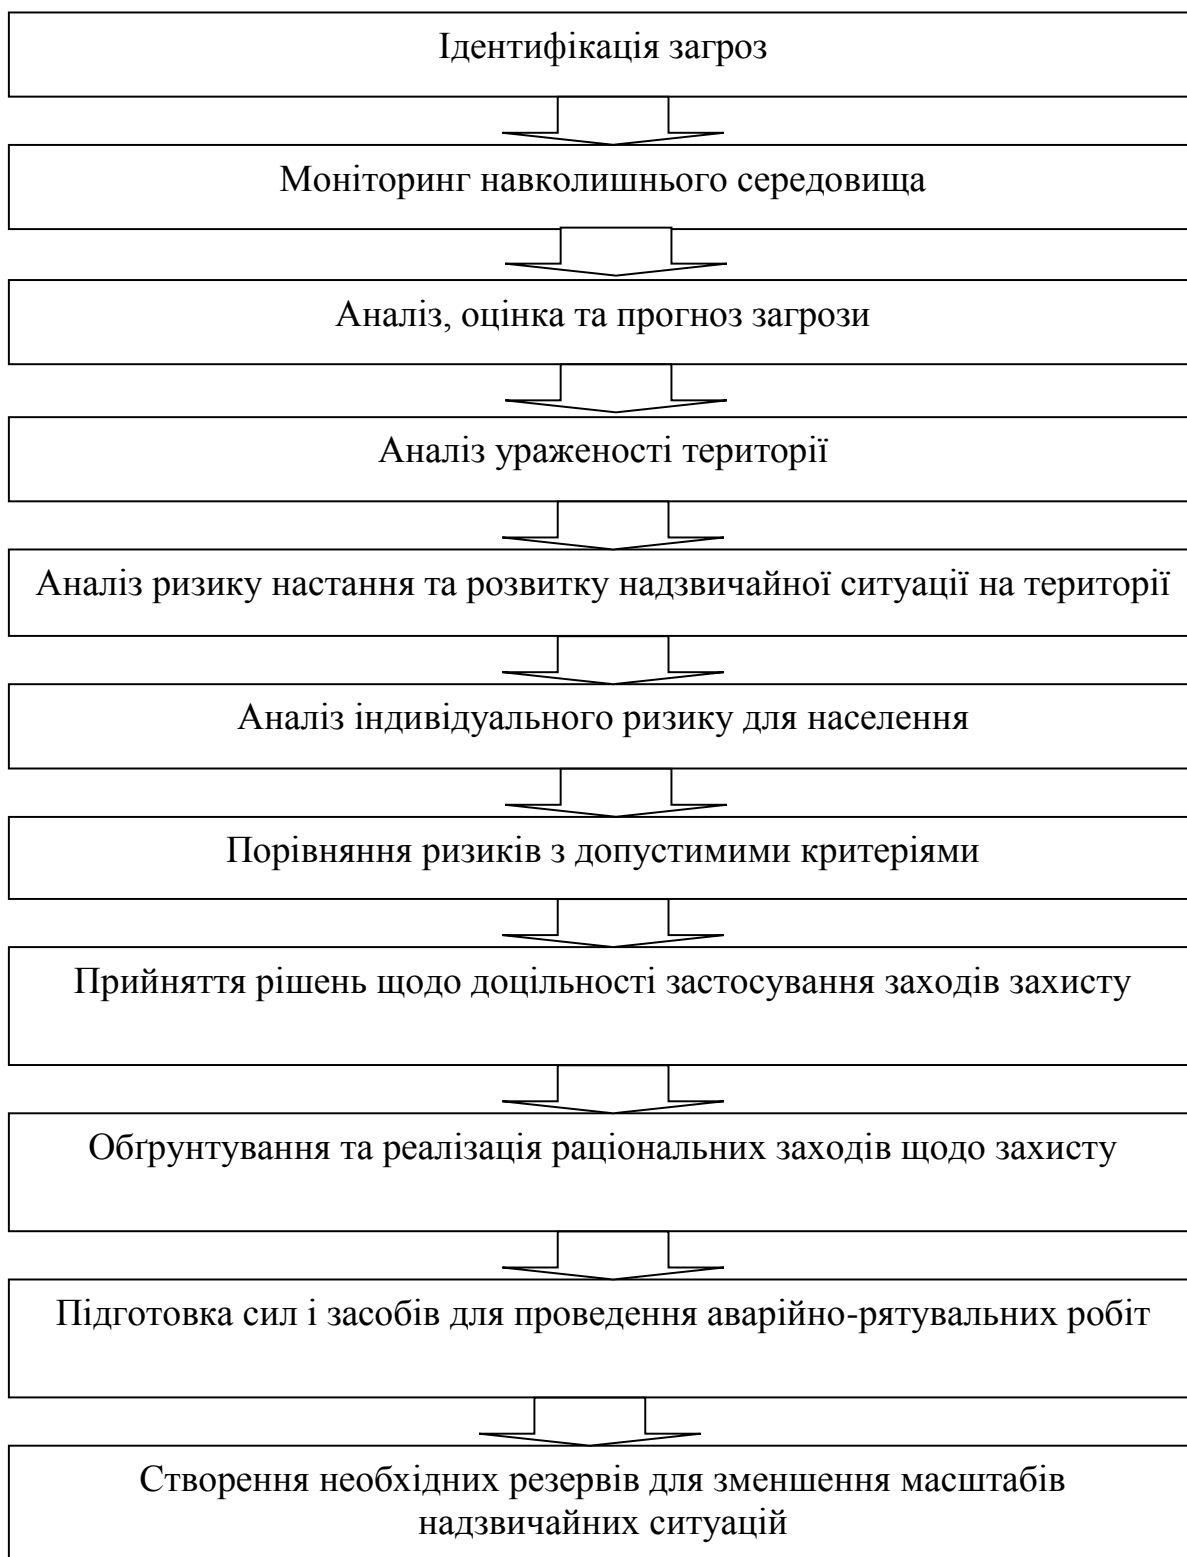 Ідентифікація загроз
Моніторинг навколишнього середовища
Аналіз, оцінка та прогноз загрози
Аналіз ураженості території
Аналіз ризику настання та розвитку надзвичайної ситуації на території
Аналіз індивідуального ризику для населення
Порівняння ризиків з допустимими критеріями
Прийняття рішень щодо доцільності застосування заходів захисту
Обґрунтування та реалізація раціональних заходів щодо захисту
Підготовка сил і засобів для проведення аварійно-рятувальних робіт
Створення необхідних резервів для зменшення масштабів
надзвичайних ситуацій